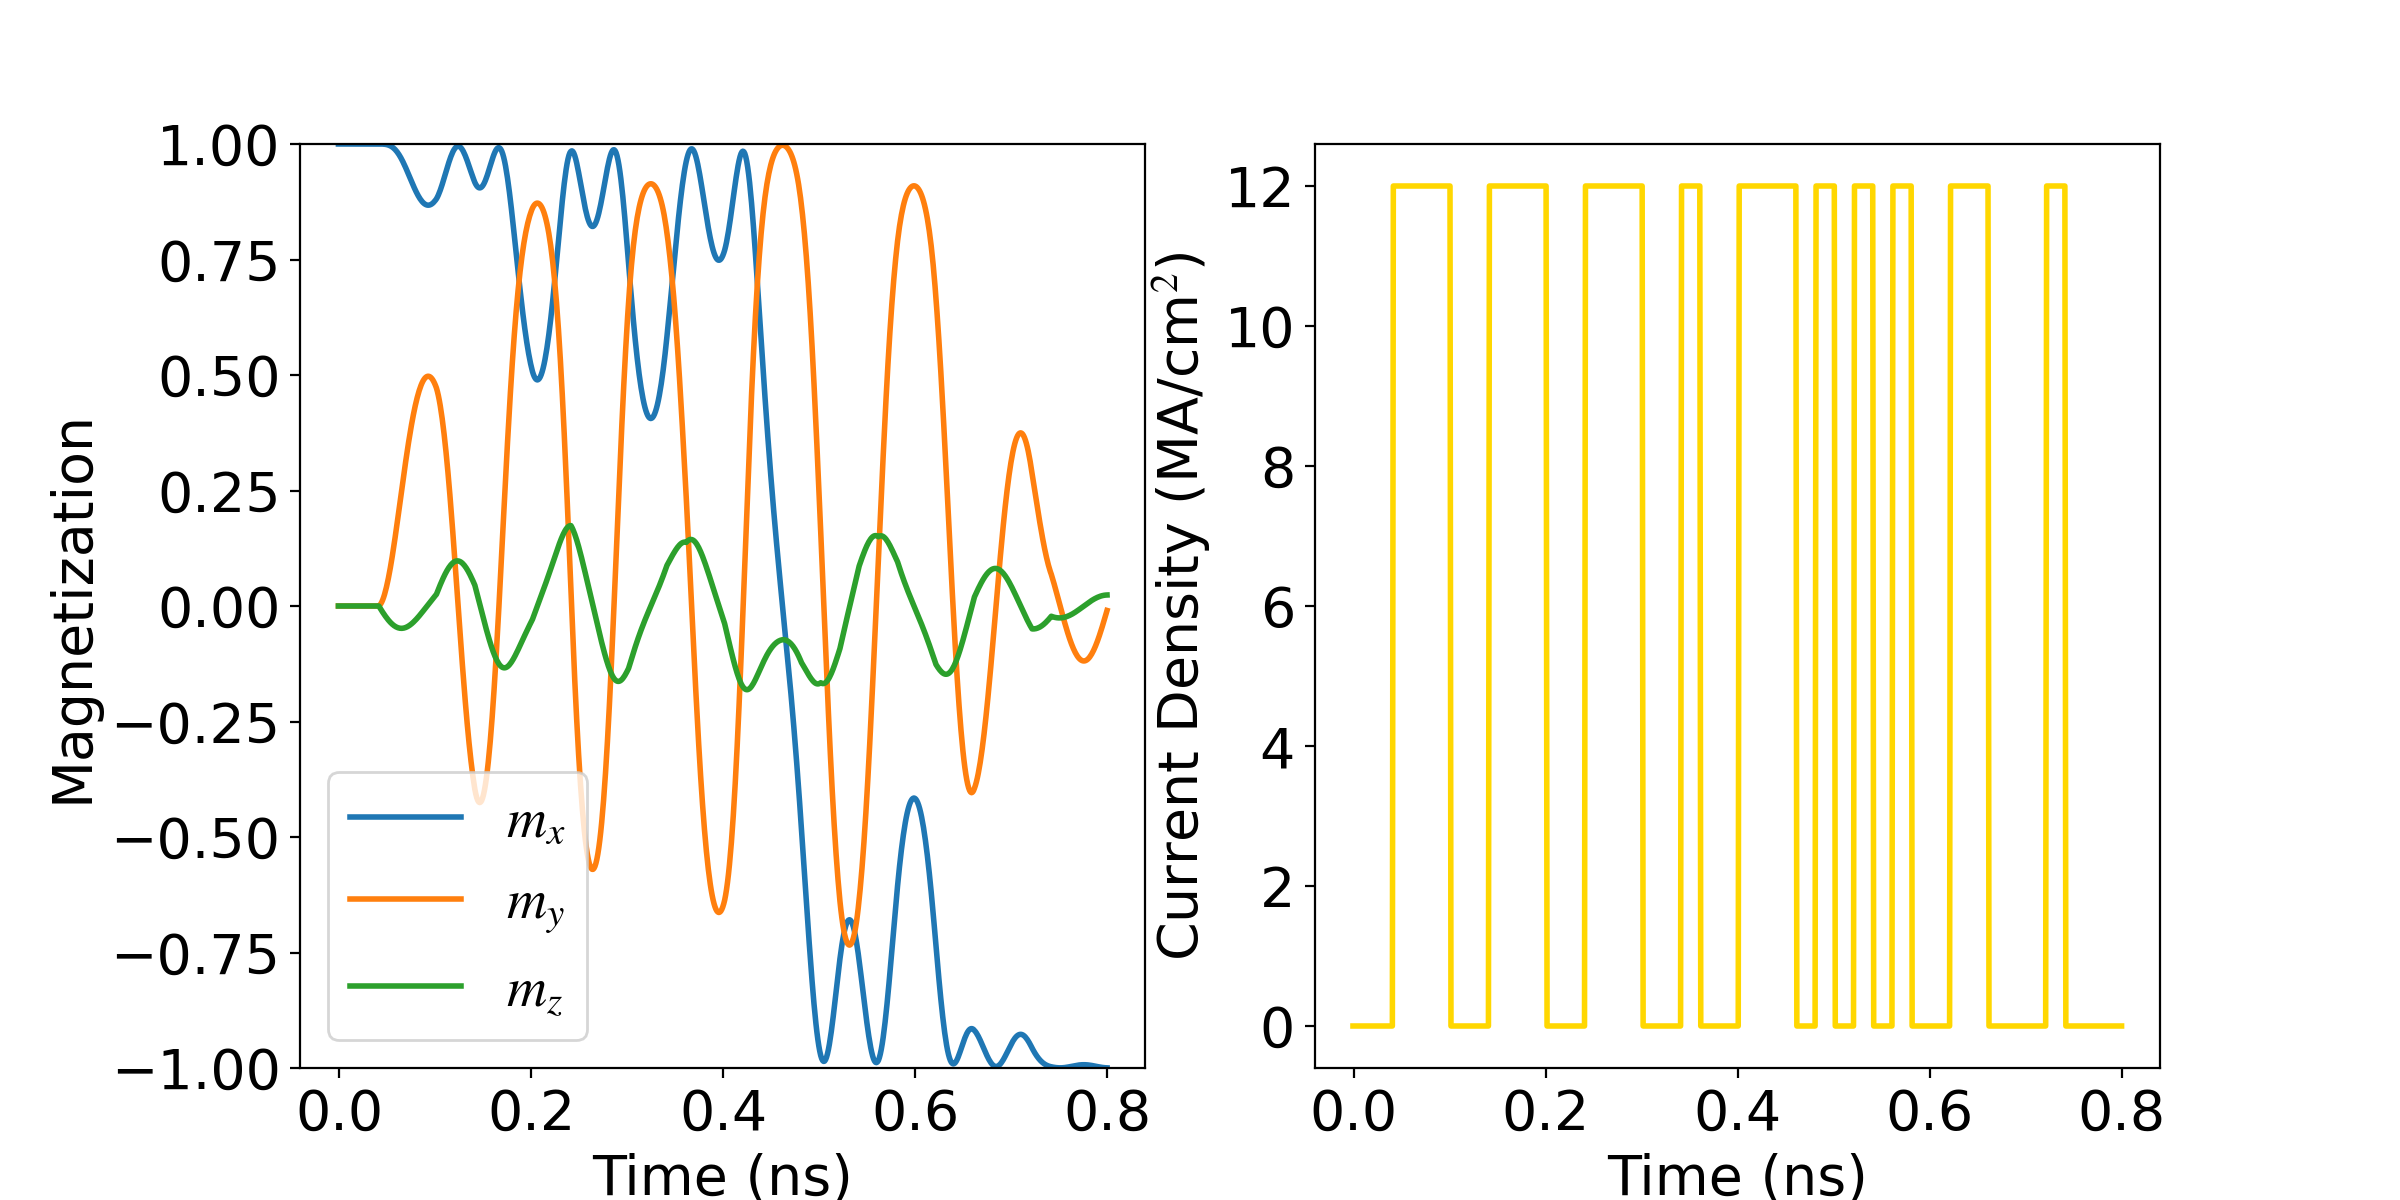 1.00
0.75
0.50
0.25
0.00
−0.25
−0.50
−0.75
−1.00
Magnetization
m_x
m_y
m_z
0.0 0.2 0.4 0.6 0.8
Time (ns)
12
10
8
6
4
2
0
Current Density (MA/cm²)
0.0 0.2 0.4 0.6 0.8
Time (ns)